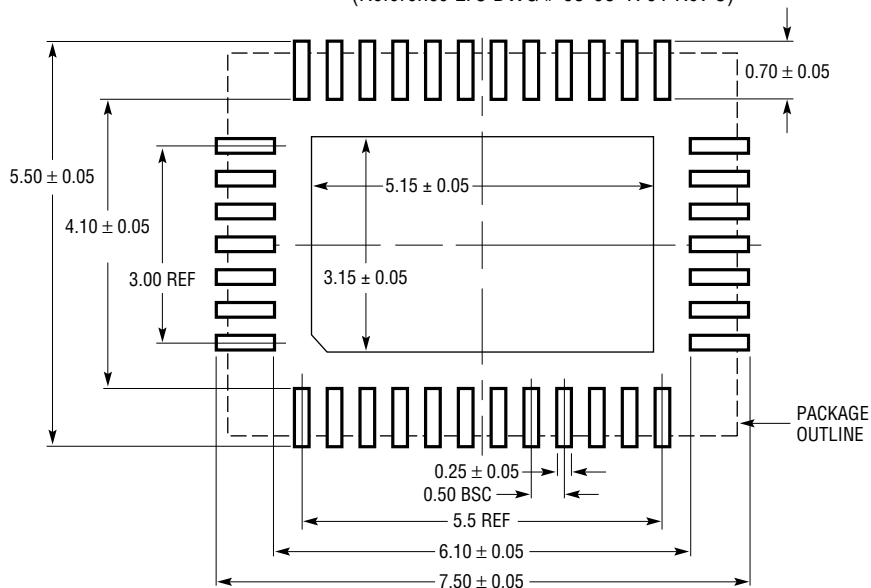 0.70 ± 0.05
5.50 ± 0.05
5.15 ± 0.05
4.10 ± 0.05
3.00 REF
3.15 ± 0.05
PACKAGE
OUTLINE
0.25 ± 0.05
0.50 BSC
5.5 REF
6.10 ± 0.05
7.50 ± 0.05